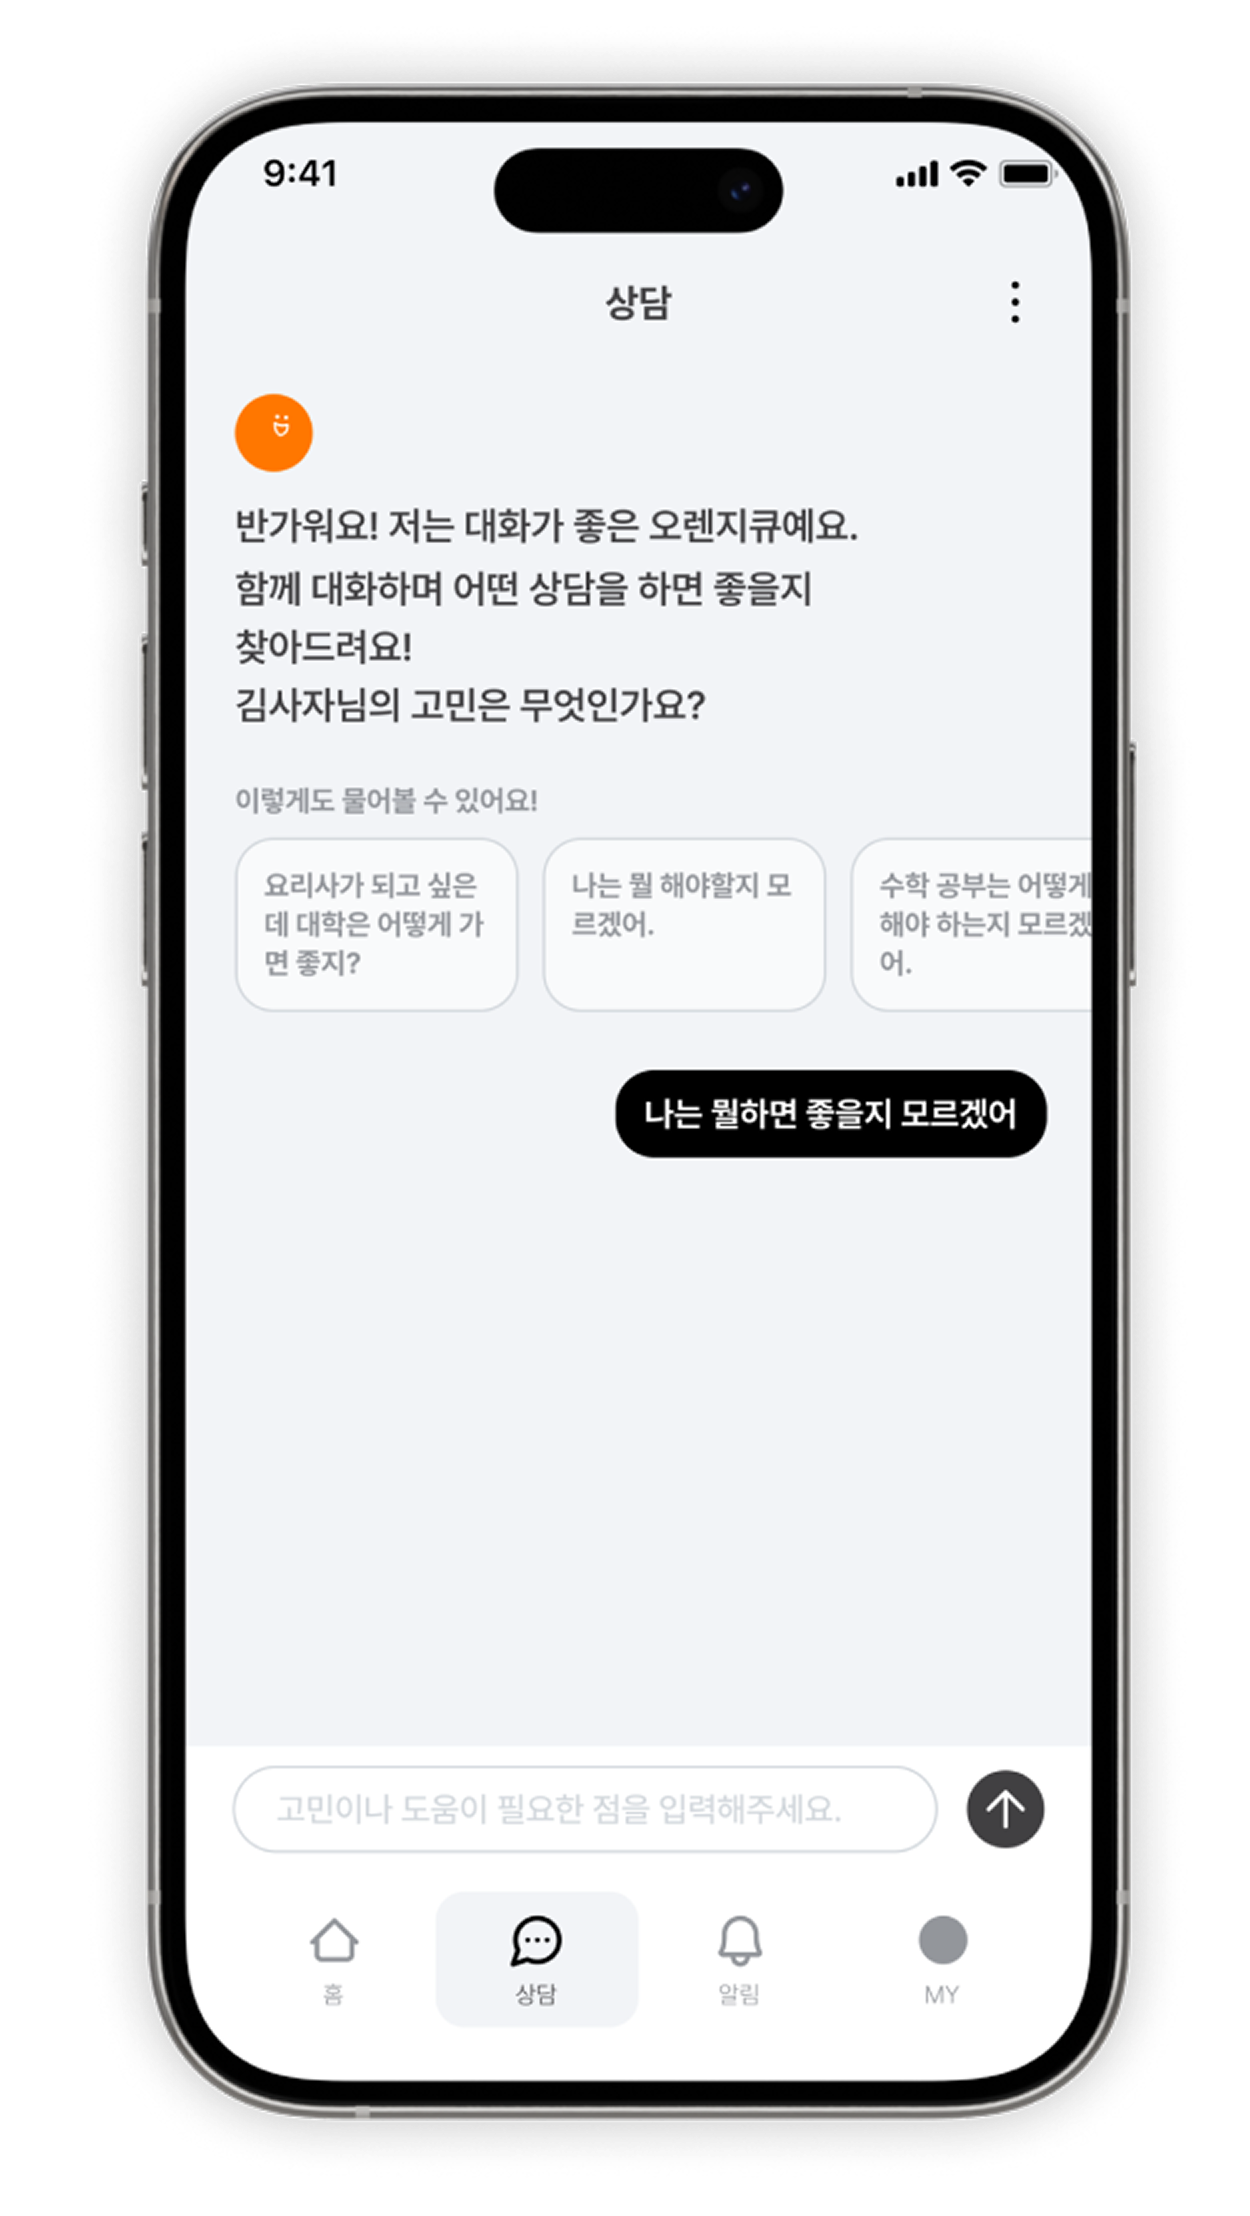 9:41
상담
반가워요! 저는 대화가 좋은 오렌지큐예요.
함께 대화하며 어떤 상담을 하면 좋을지
찾아드려요!
김사자님의 고민은 무엇인가요?
이렇게도 물어볼 수 있어요!
요리사가 되고 싶은
데 대학은 어떻게 가
면 좋지?
나는 뭘 해야할지 모
르겠어.
수학 공부는 어떻게
해야 하는지 모르겠
어.
나는 뭘하면 좋을지 모르겠어
고민이나 도움이 필요한 점을 입력해주세요.
홈
상담
알림
MY